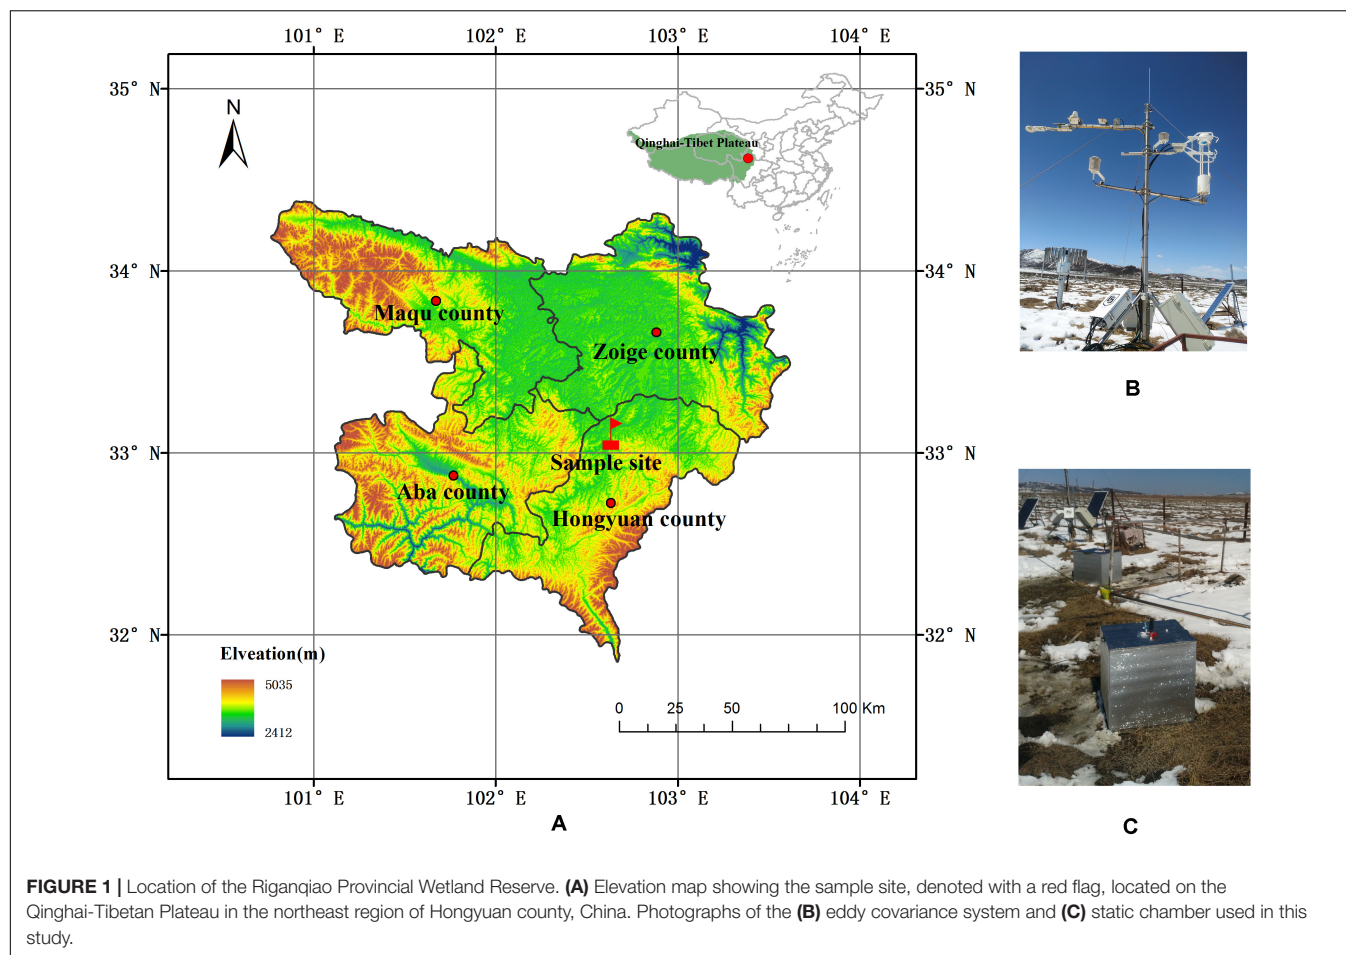 101° E 102° E 103° E 104° E
35° N 35° N
N
Qinghai-Tibet Plateau
34° N 34° N
Maqu county
Zoige county
B
33° N 33° N
Sample site
Aba county
Hongyuan county
32° N 32° N
Elveation(m)
5035
2412
0 25 50 100 Km
101° E 102° E 103° E 104° E
A
C
FIGURE 1 | Location of the Riganqiao Provincial Wetland Reserve. (A) Elevation map showing the sample site, denoted with a red flag, located on the
Qinghai-Tibetan Plateau in the northeast region of Hongyuan county, China. Photographs of the (B) eddy covariance system and (C) static chamber used in this
study.